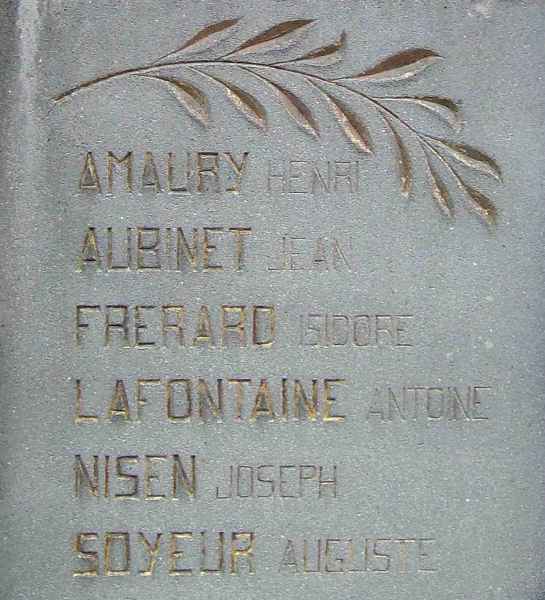 AMAURY HENRI
AUBINET JEAN
FRERARD ISIDORE
LAFONTAINE ANTOINE
NISEN JOSEPH
SOYEUR AUGUSTE